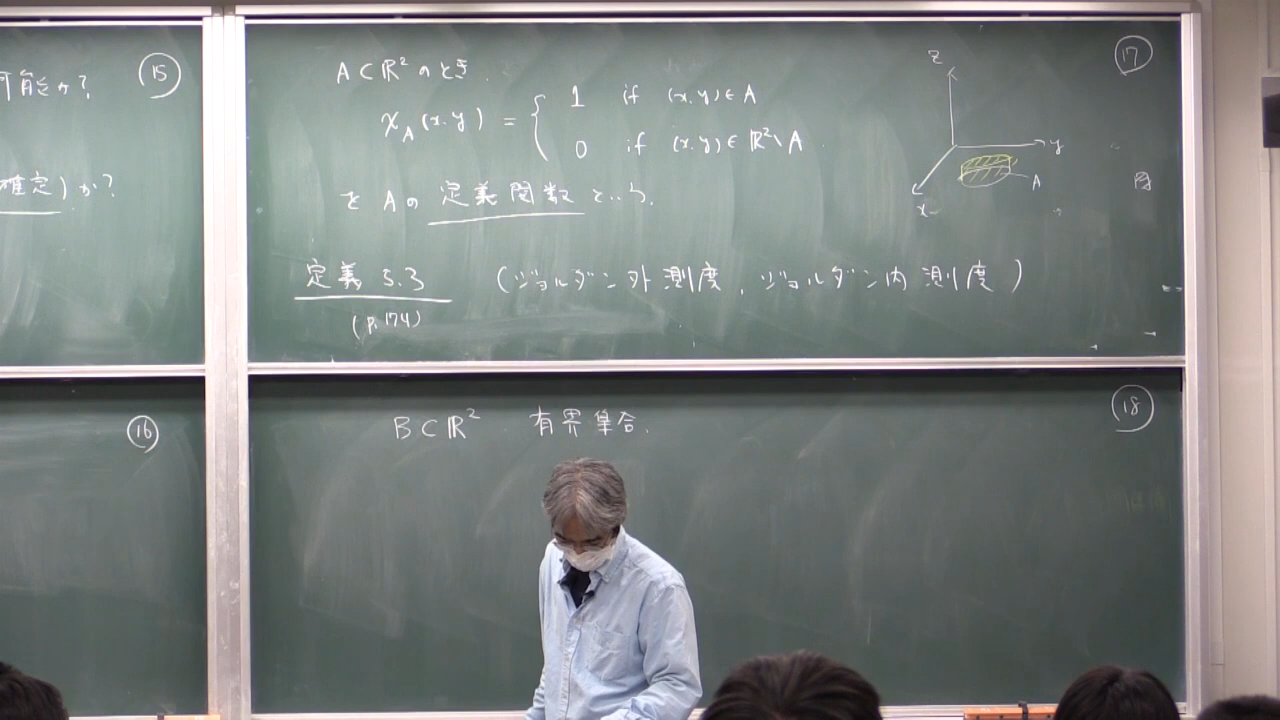 可能か?
⑮
確定)か?
⑯
A⊂ℝ² のとき.
χ_A(x,y) = { 1 if (x,y)∈A
0 if (x,y)∈ℝ²\A.
を Aの 定義関数 という.
z
y
x
A
図
⑰
定義 5.3 (ジョルダン外測度, ジョルダン内測度)
(p.174)
B⊂ℝ² 有界集合.
⑱